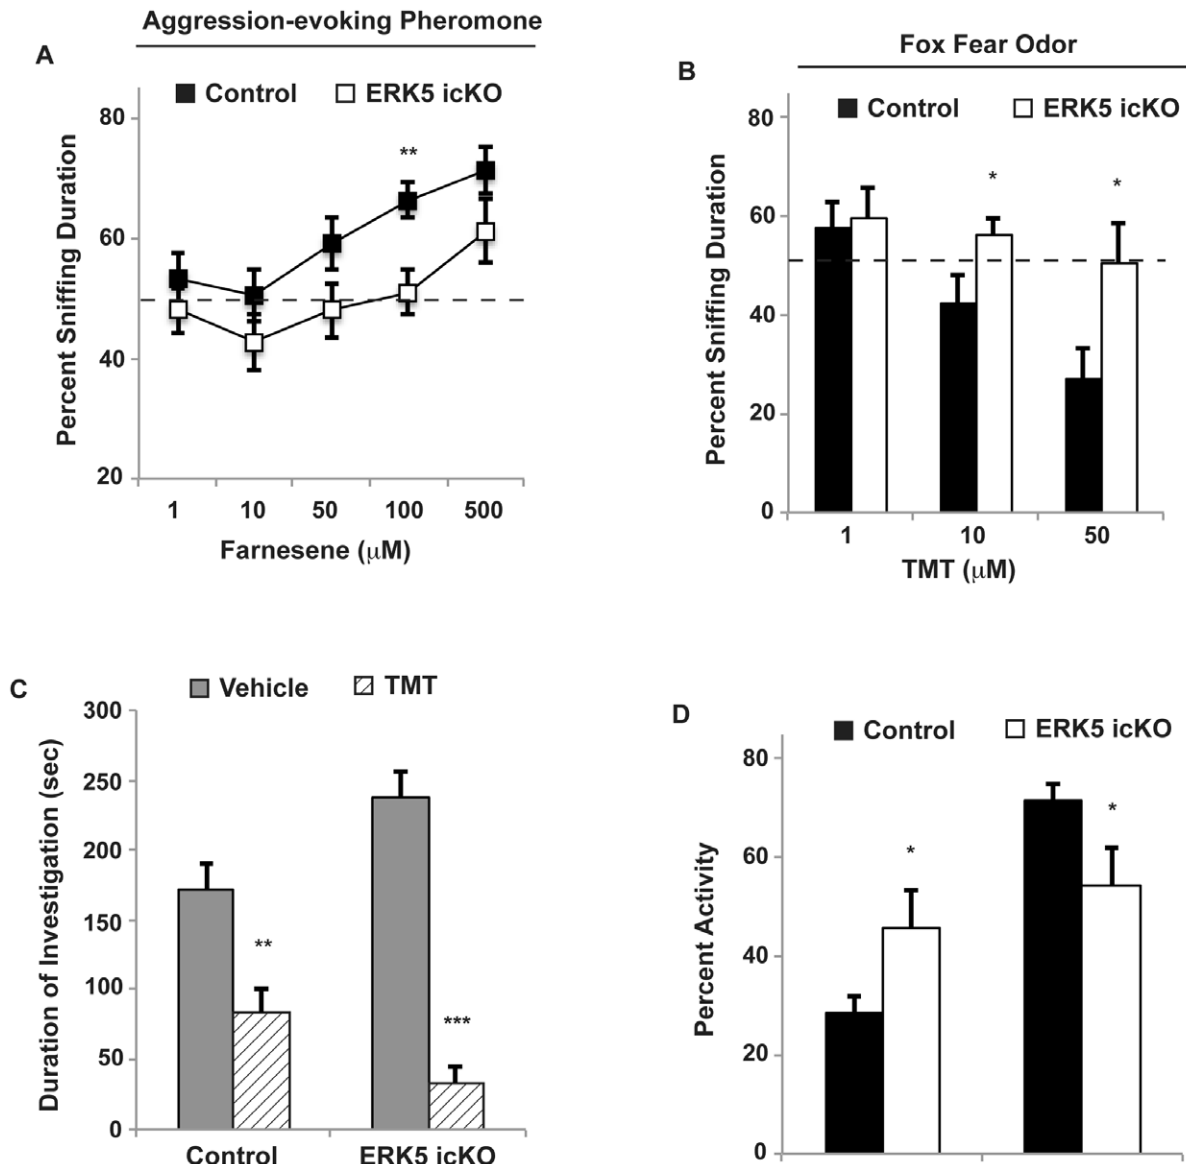 Aggression-evoking Pheromone
A
Control ERK5 icKO
80
60
40
20
**
Percent Sniffing Duration
1 10 50 100 500
Farnesene (μM)
Fox Fear Odor
B
Control ERK5 icKO
80
60
40
20
0
* *
Percent Sniffing Duration
1 10 50
TMT (μM)
C
Vehicle TMT
300
250
200
150
100
50
0
** ***
Duration of Investigation (sec)
Control ERK5 icKO
D
Control ERK5 icKO
80
60
40
20
0
* *
Percent Activity